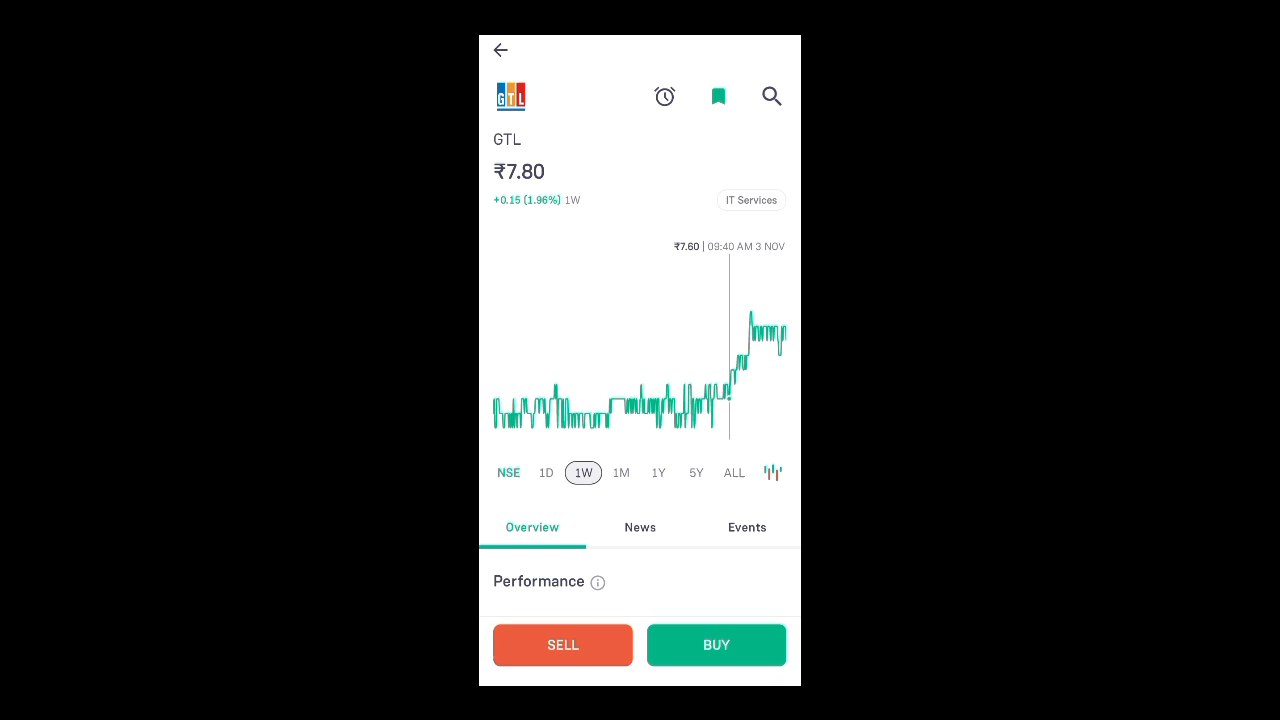 GTL
GTL
₹7.80
+0.15 (1.96%) 1W
IT Services
₹7.60 | 09:40 AM 3 NOV
NSE 1D 1W 1M 1Y 5Y ALL
Overview News Events
Performance
SELL BUY